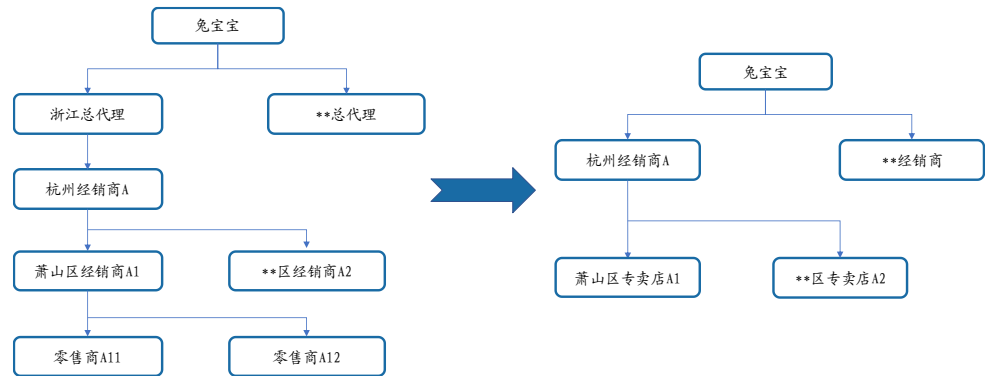 兔宝宝
浙江总代理
**总代理
杭州经销商A
萧山区经销商A1
**区经销商A2
零售商A11
零售商A12
兔宝宝
杭州经销商A
**经销商
萧山区专卖店A1
**区专卖店A2